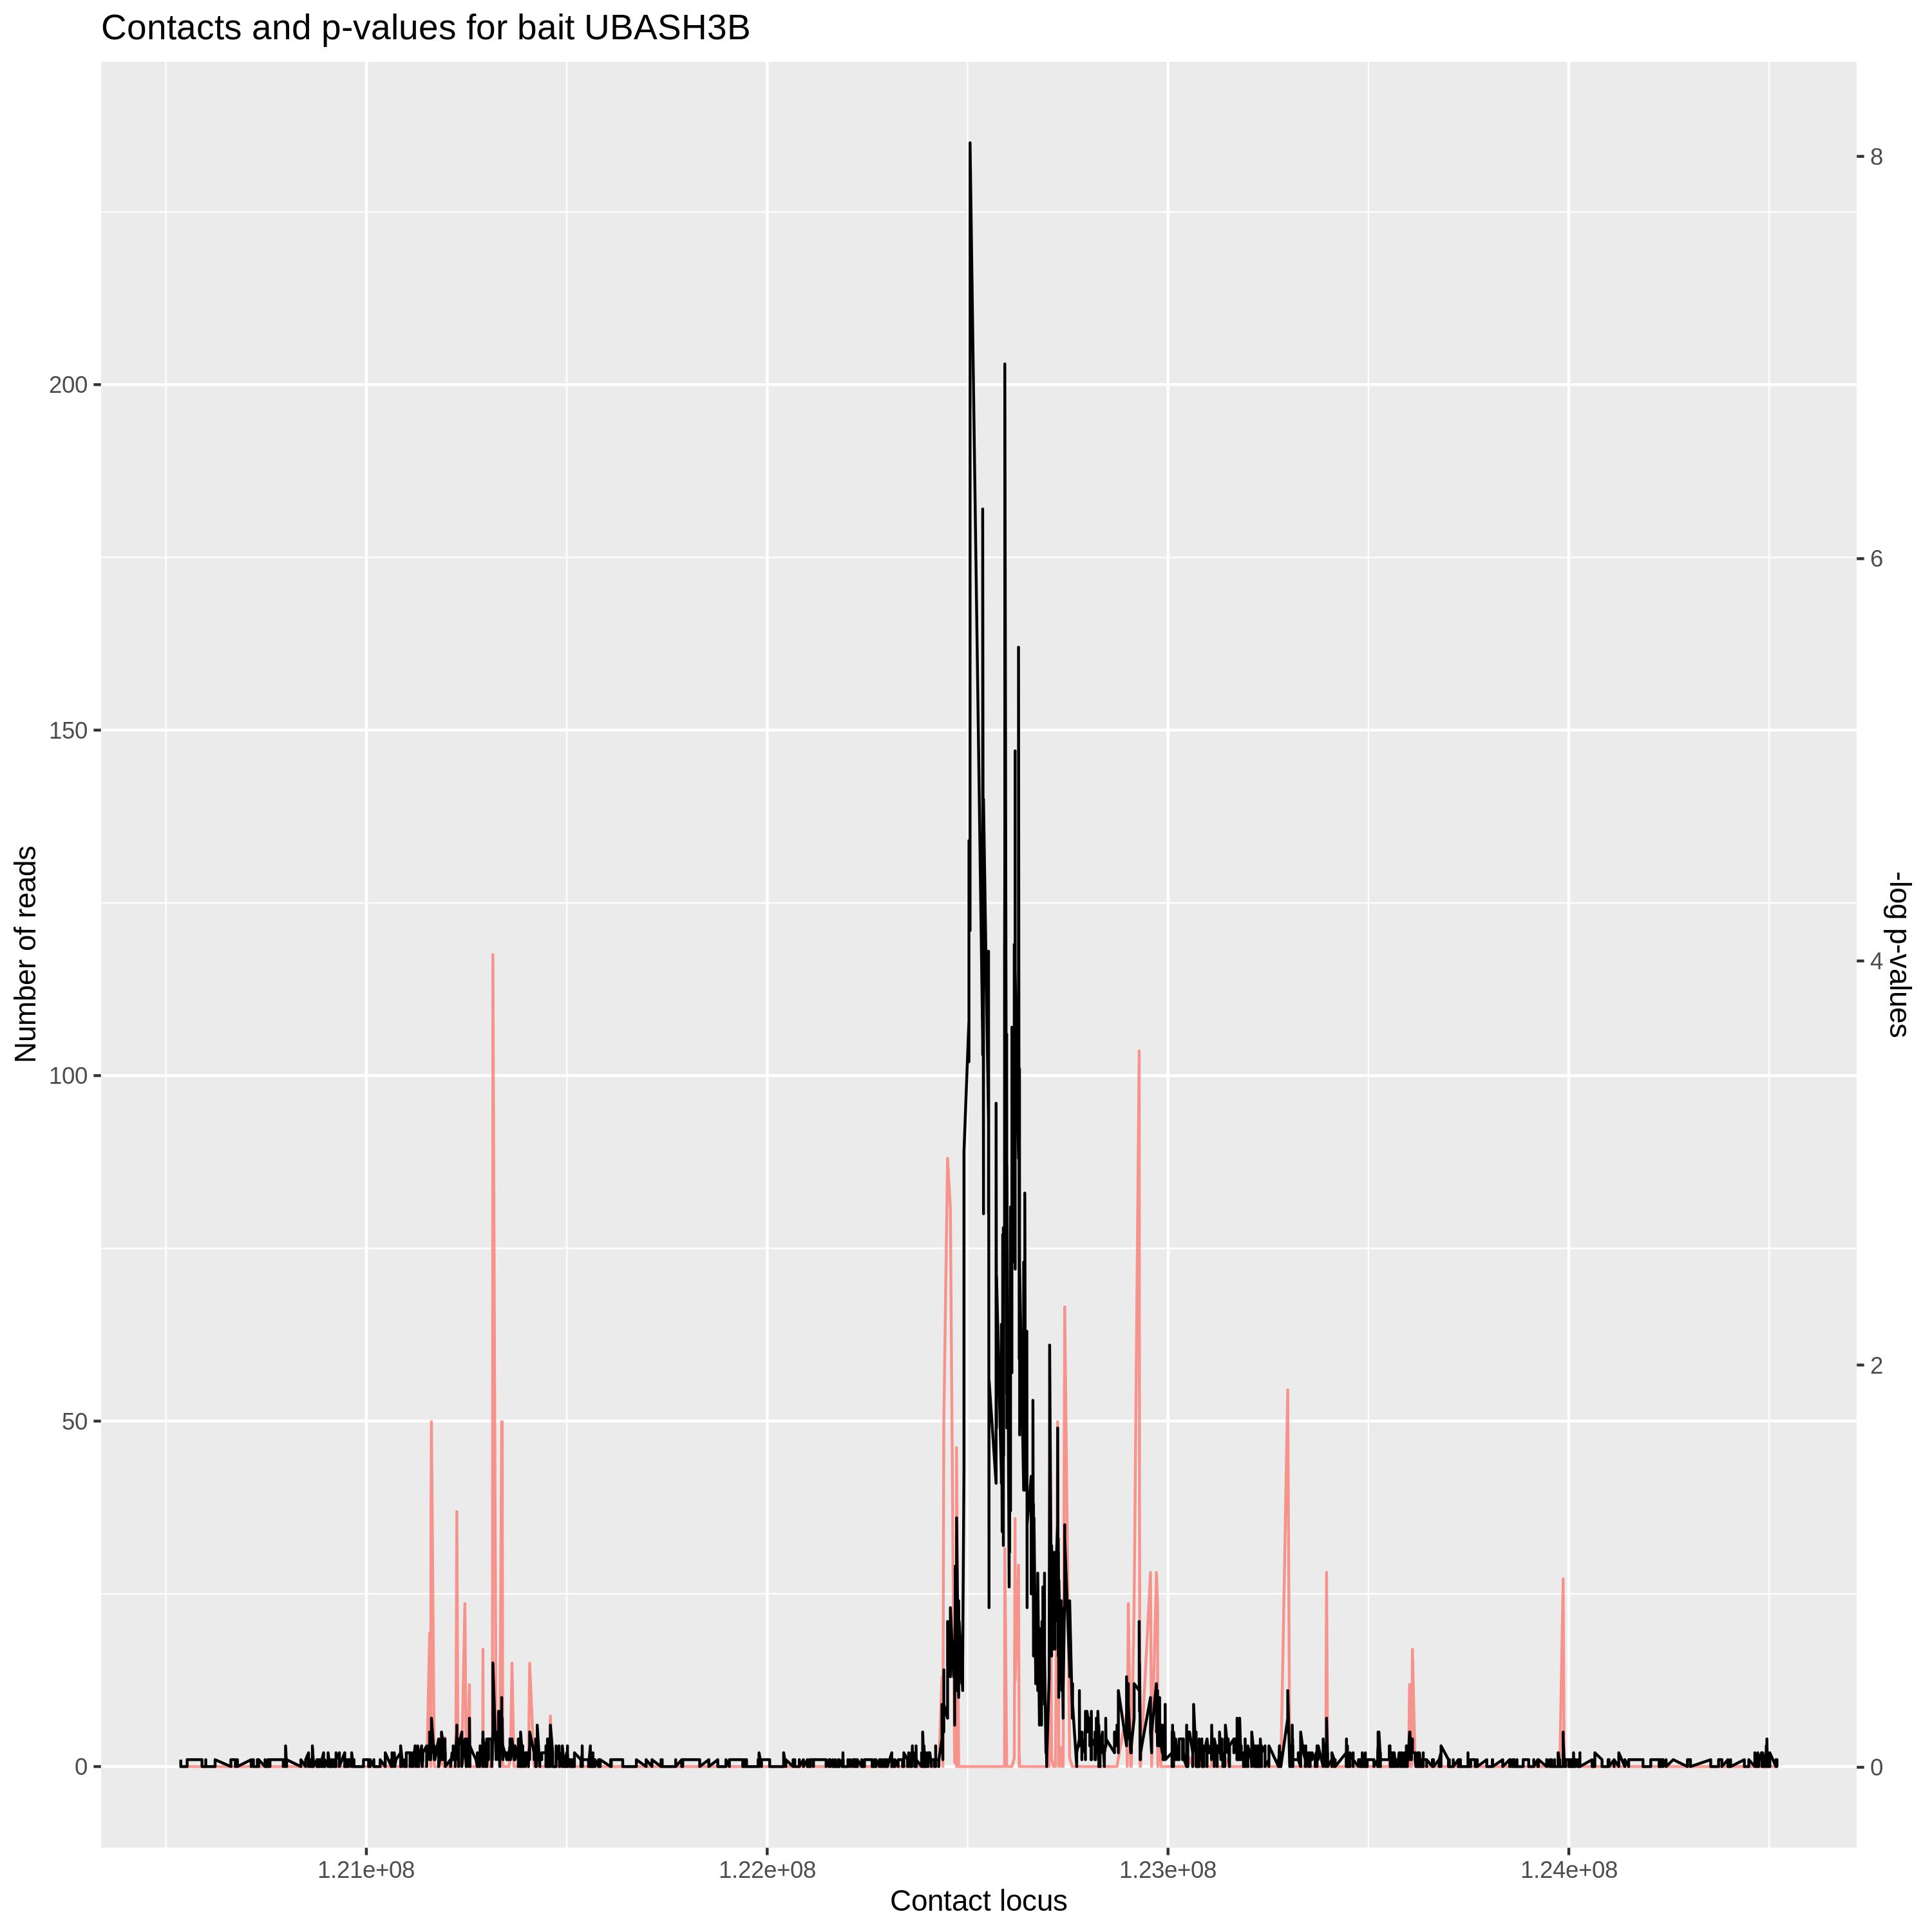 Contacts and p-values for bait UBASH3B
Number of reads
200
150
100
50
0
8
6
4
2
0
-log p-values
1.21e+08
1.22e+08
1.23e+08
1.24e+08
Contact locus